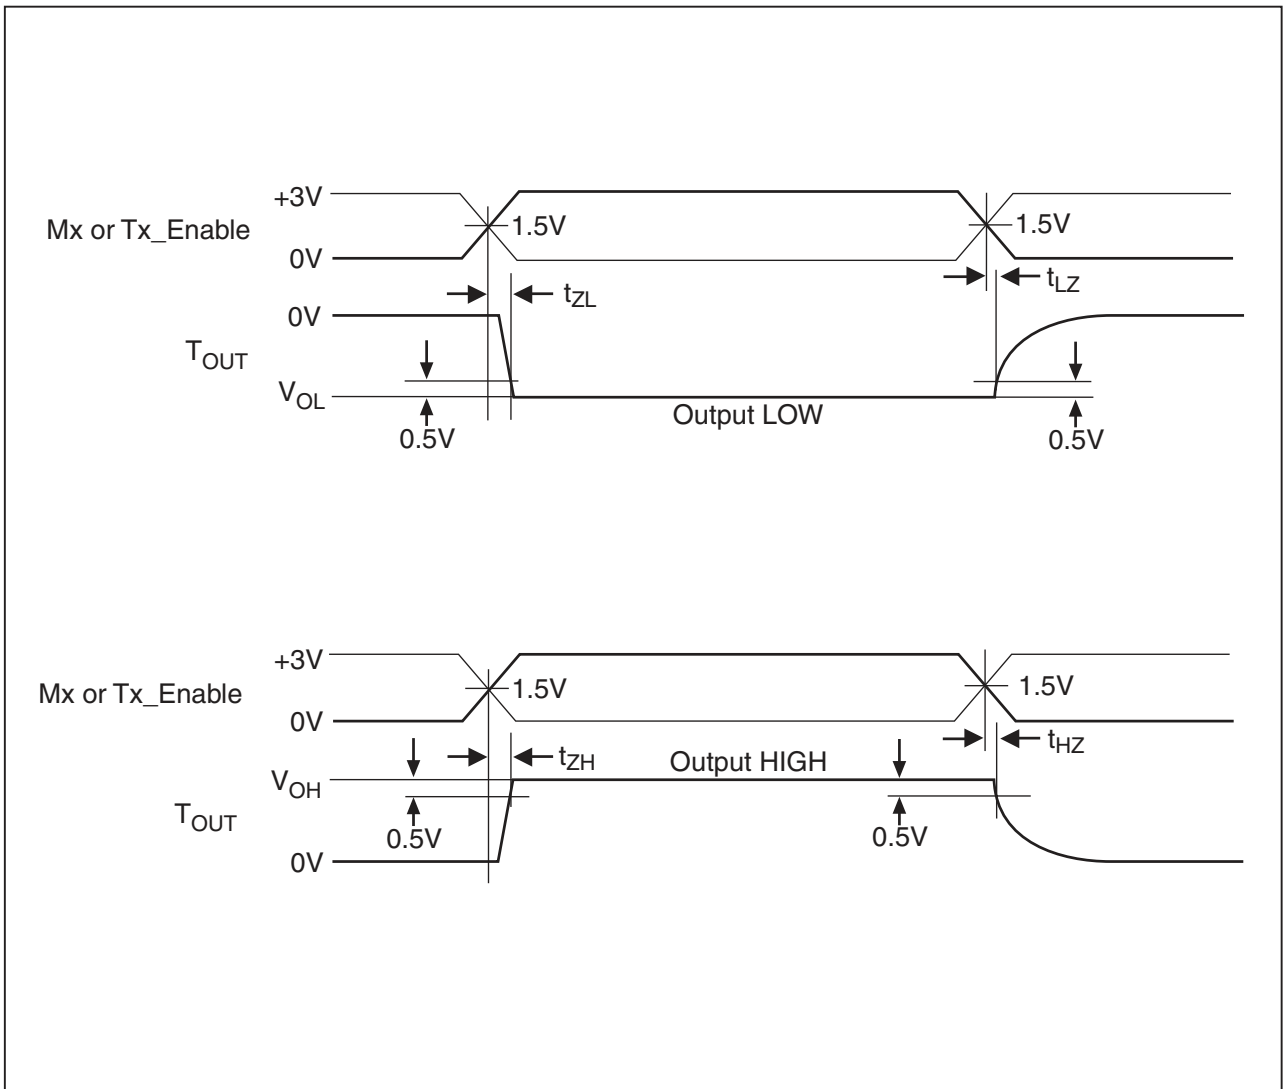 +3V
Mx or Tx_Enable
1.5V
1.5V
0V
tZL
tLZ
0V
TOUT
VOL
Output LOW
0.5V
0.5V
+3V
Mx or Tx_Enable
1.5V
1.5V
0V
tZH
Output HIGH
tHZ
VOH
TOUT
0.5V
0.5V
0V